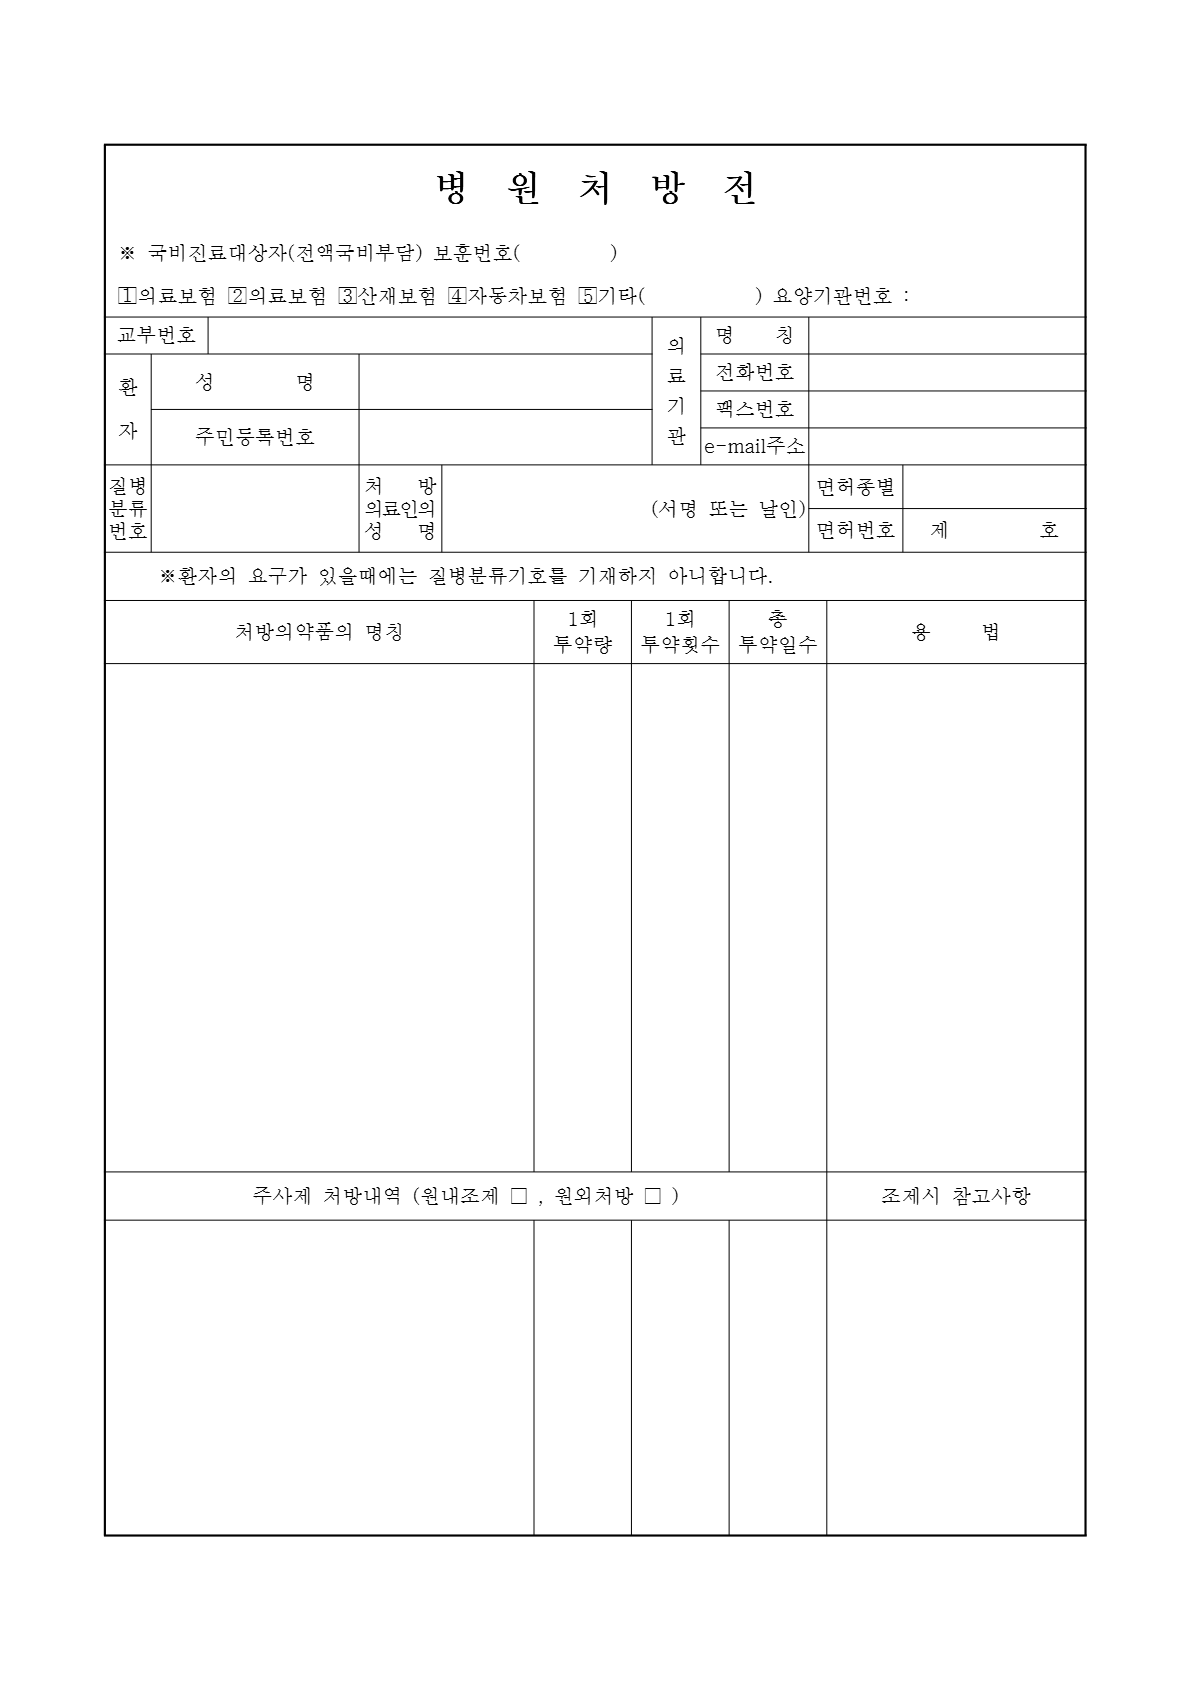 병 원 처 방 전
※ 국비진료대상자(전액국비부담) 보훈번호( )
1의료보험 2의료보험 3산재보험 4자동차보험 5기타( ) 요양기관번호 :
교부번호
환
자
성 명
주민등록번호
의
료
기
관
명 칭
전화번호
팩스번호
e-mail주소
질병
분류
번호
처 방
의료인의
성 명
(서명 또는 날인)
면허종별
면허번호
제 호
※환자의 요구가 있을때에는 질병분류기호를 기재하지 아니합니다.
처방의약품의 명칭
1회
투약량
1회
투약횟수
총
투약일수
용 법
주사제 처방내역 (원내조제 □ , 원외처방 □ )
조제시 참고사항